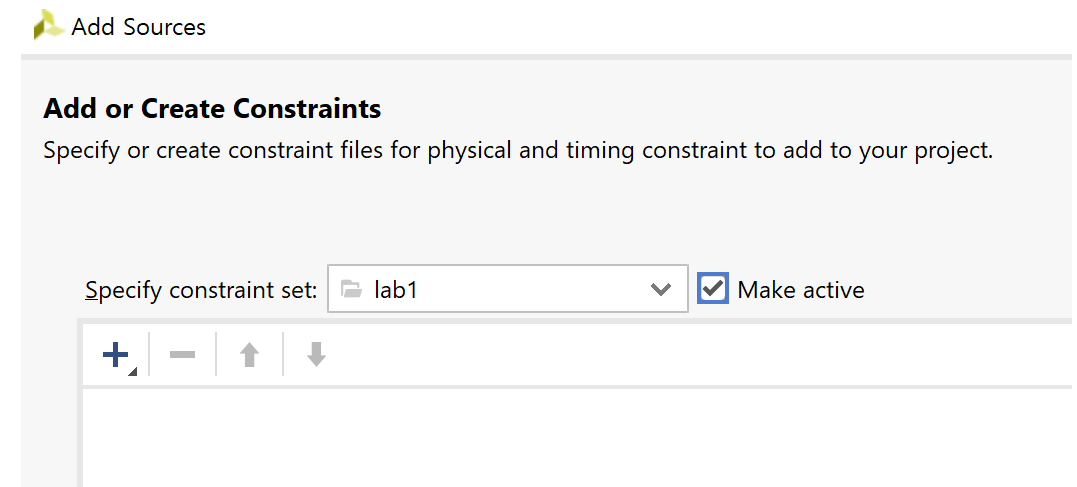 Add Sources
Add or Create Constraints
Specify or create constraint files for physical and timing constraint to add to your project.
Specify constraint set: lab1 Make active